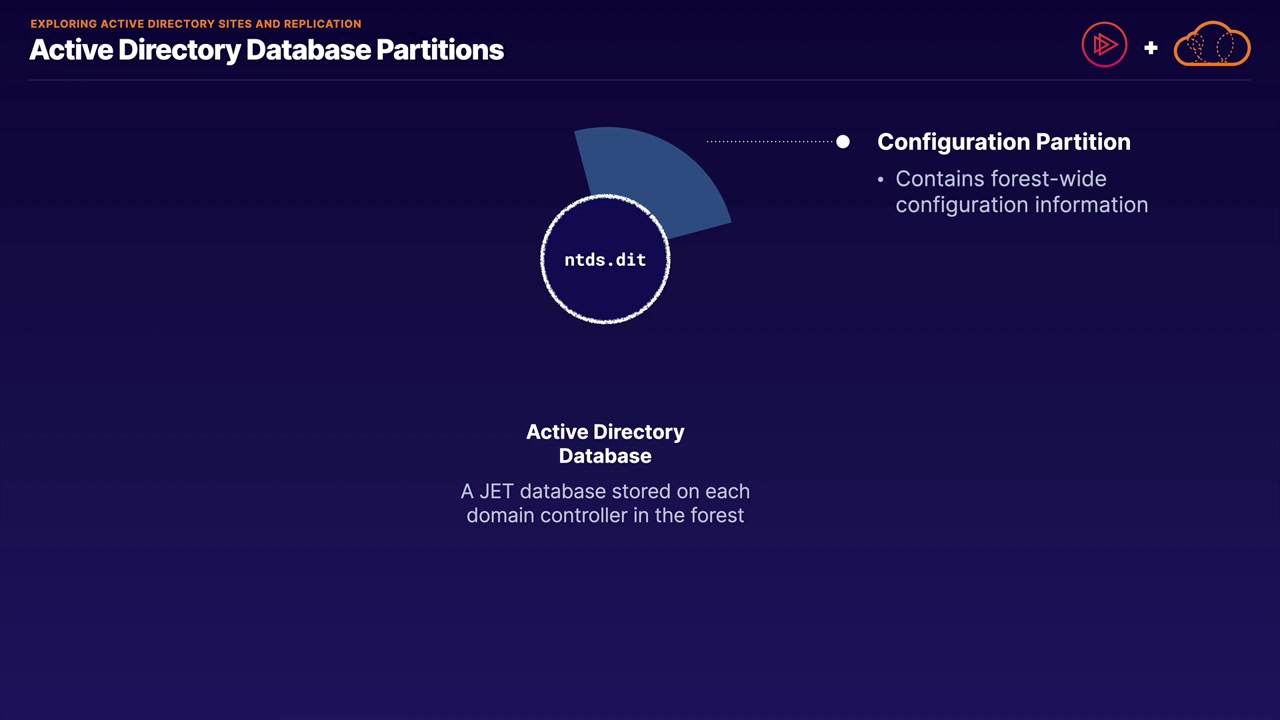 EXPLORING ACTIVE DIRECTORY SITES AND REPLICATION
Active Directory Database Partitions
+
Configuration Partition
• Contains forest-wide
configuration information
ntds.dit
Active Directory
Database
A JET database stored on each
domain controller in the forest